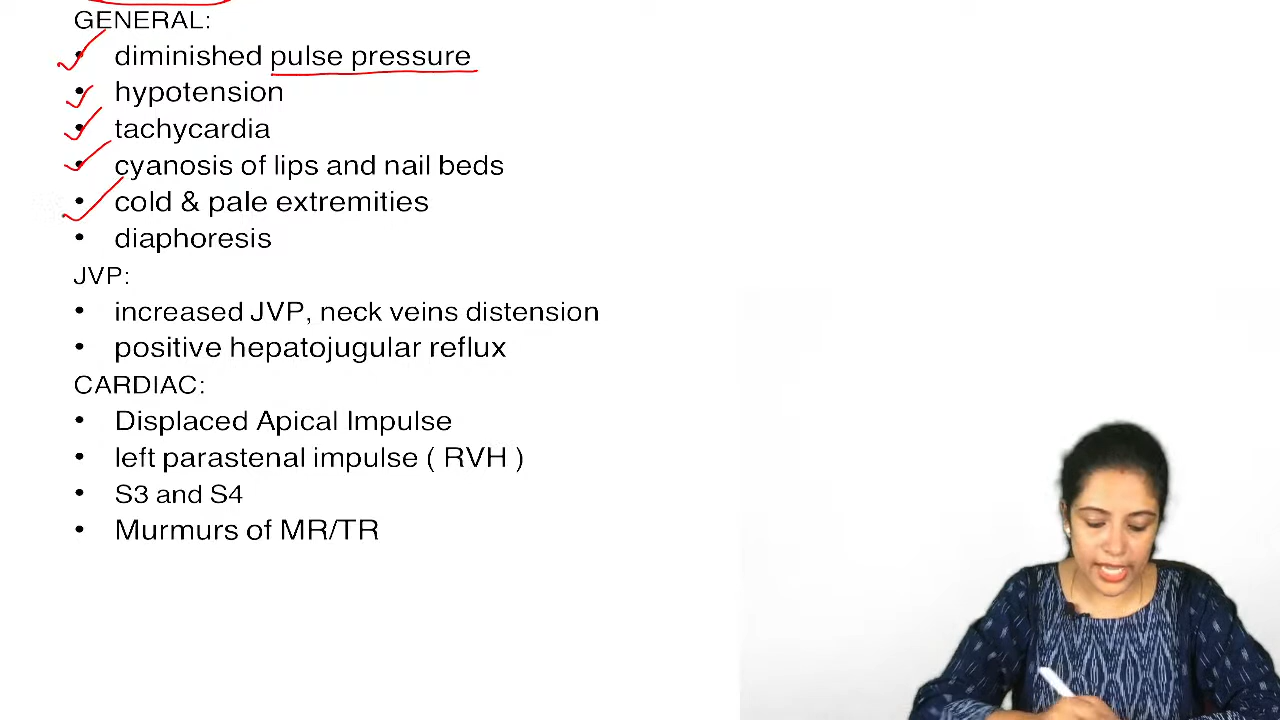 GENERAL:
• diminished pulse pressure
• hypotension
• tachycardia
• cyanosis of lips and nail beds
• cold & pale extremities
• diaphoresis
JVP:
• increased JVP, neck veins distension
• positive hepatojugular reflux
CARDIAC:
• Displaced Apical Impulse
• left parastenal impulse ( RVH )
• S3 and S4
• Murmurs of MR/TR